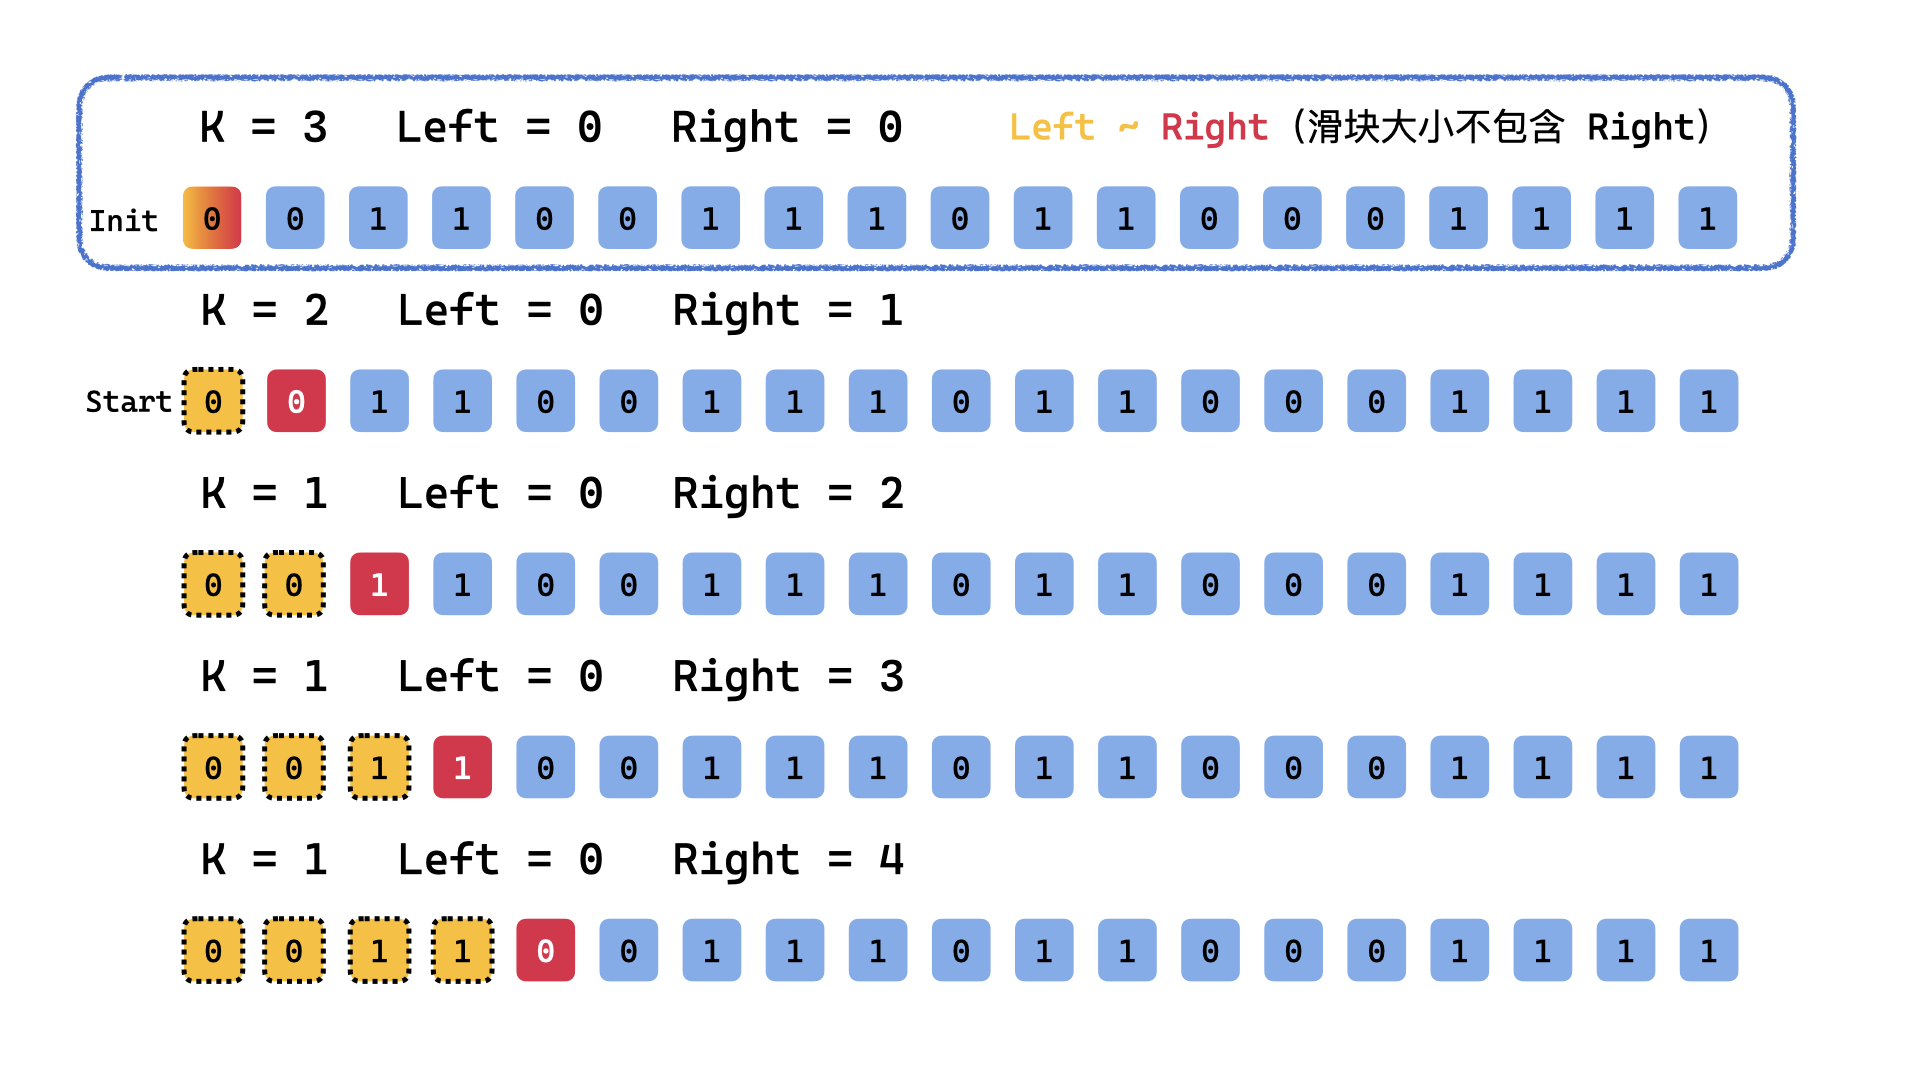 K = 3 Left = 0 Right = 0 Left ~ Right (滑块大小不包含 Right)
Init 0 0 1 1 0 0 1 1 1 0 1 1 0 0 0 1 1 1 1
K = 2 Left = 0 Right = 1
Start 0 0 1 1 0 0 1 1 1 0 1 1 0 0 0 1 1 1 1
K = 1 Left = 0 Right = 2
0 0 1 1 0 0 1 1 1 0 1 1 0 0 0 1 1 1 1
K = 1 Left = 0 Right = 3
0 0 1 1 0 0 1 1 1 0 1 1 0 0 0 1 1 1 1
K = 1 Left = 0 Right = 4
0 0 1 1 0 0 1 1 1 0 1 1 0 0 0 1 1 1 1